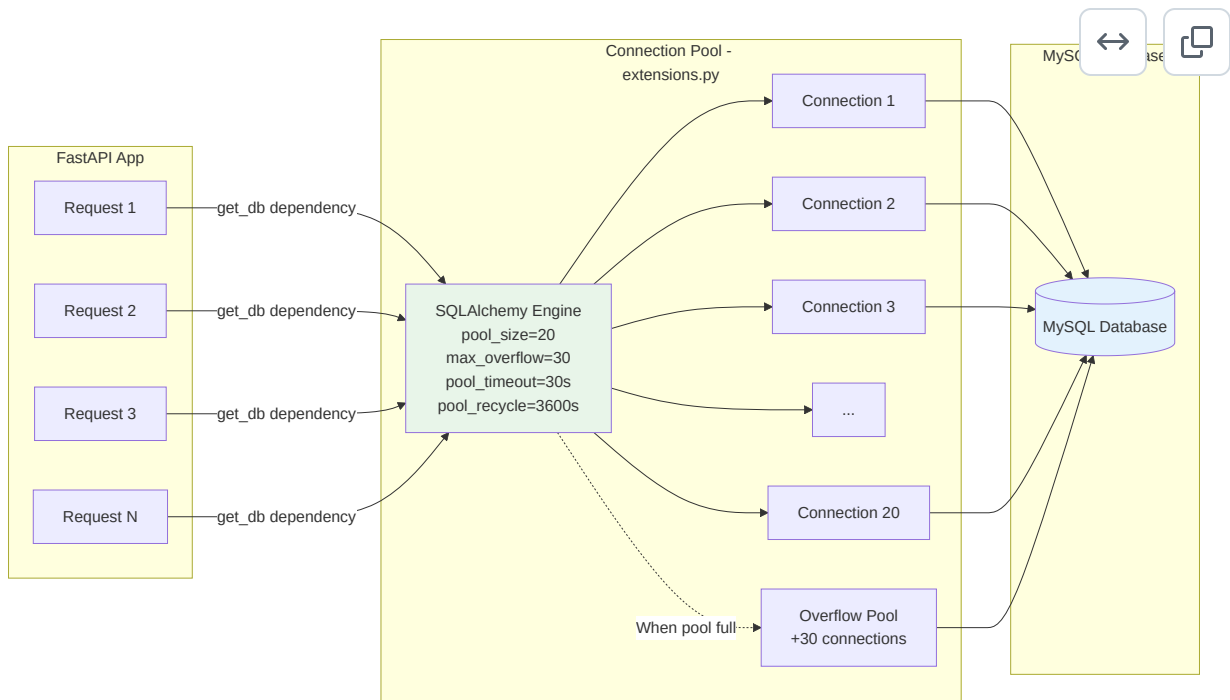 Connection Pool -
extensions.py
FastAPI App
Request 1
Request 2
Request 3
Request N
get_db dependency
get_db dependency
get_db dependency
get_db dependency
SQLAlchemy Engine
pool_size=20
max_overflow=30
pool_timeout=30s
pool_recycle=3600s
When pool full
Connection 1
Connection 2
Connection 3
...
Connection 20
Overflow Pool
+30 connections
MySQL Database